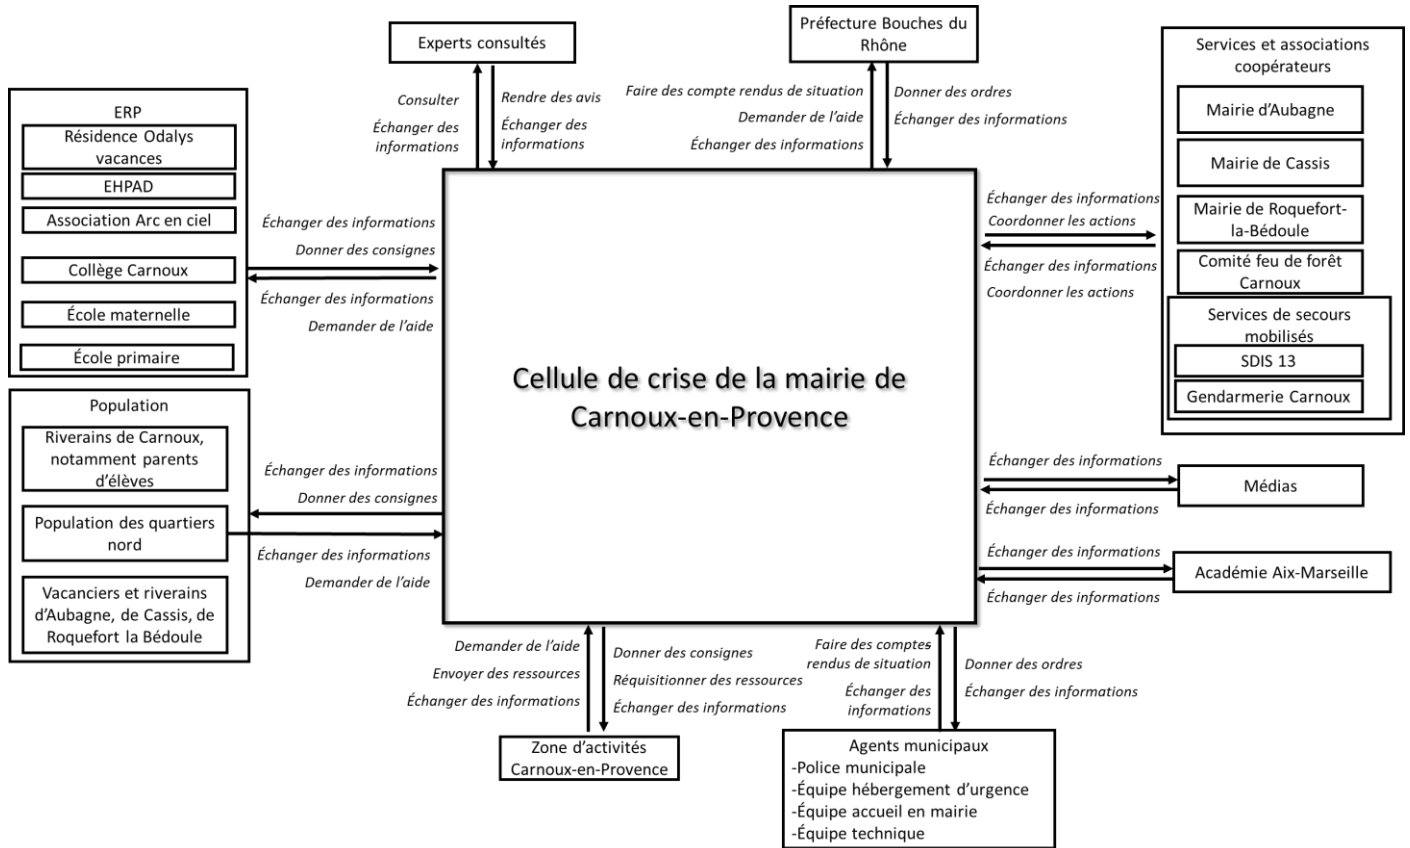 Experts consultés
Préfecture Bouches du
Rhône
Services et associations
coopérateurs
Mairie d'Aubagne
Mairie de Cassis
Mairie de Roquefort-
la-Bédoule
Comité feu de forêt
Carnoux
Services de secours
mobilisés
SDIS 13
Gendarmerie Carnoux
ERP
Résidence Odalys
vacances
EHPAD
Association Arc en ciel
Collège Carnoux
École maternelle
École primaire
Population
Riverains de Carnoux,
notamment parents
d'élèves
Population des quartiers
nord
Vacanciers et riverains
d'Aubagne, de Cassis, de
Roquefort la Bédoule
Consulter
Échanger des
informations
Rendre des avis
Échanger des
informations
Faire des compte rendus de situation
Demander de l'aide
Échanger des informations
Donner des ordres
Échanger des informations
Échanger des informations
Donner des consignes
Échanger des informations
Demander de l'aide
Échanger des informations
Coordonner les actions
Échanger des informations
Coordonner les actions
Cellule de crise de la mairie de
Carnoux-en-Provence
Échanger des informations
Donner des consignes
Échanger des informations
Demander de l'aide
Échanger des informations
Échanger des informations
Médias
Échanger des informations
Échanger des informations
Académie Aix-Marseille
Demander de l'aide
Envoyer des ressources
Échanger des informations
Donner des consignes
Réquisitionner des ressources
Échanger des informations
Zone d'activités
Carnoux-en-Provence
Faire des comptes-
rendus de situation
Échanger des
informations
Donner des ordres
Échanger des informations
Agents municipaux
-Police municipale
-Équipe hébergement d'urgence
-Équipe accueil en mairie
-Équipe technique